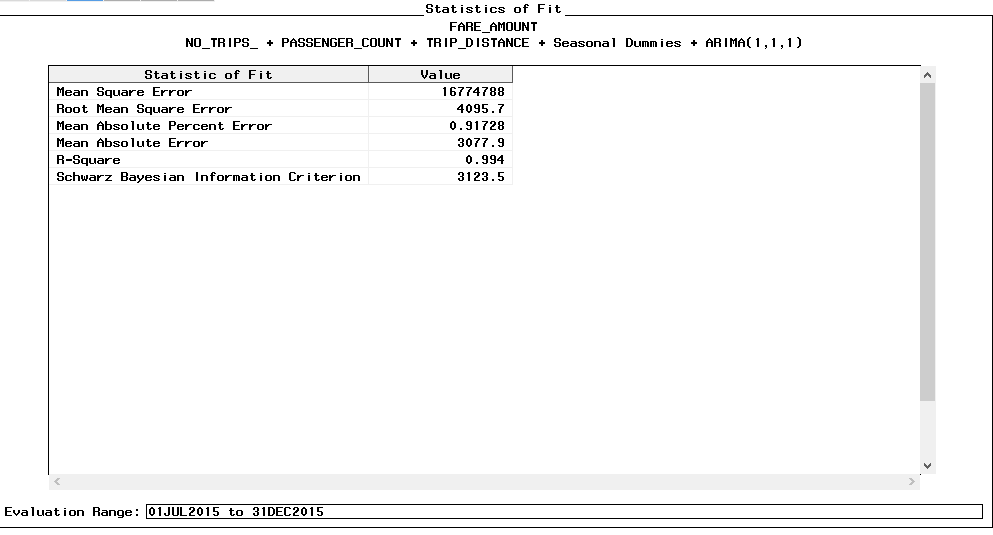 Statistics of Fit
FARE_AMOUNT
NO_TRIPS_ + PASSENGER_COUNT + TRIP_DISTANCE + Seasonal Dummies + ARIMA(1,1,1)
Statistic of Fit Value
Mean Square Error 16774788
Root Mean Square Error 4095.7
Mean Absolute Percent Error 0.91728
Mean Absolute Error 3077.9
R-Square 0.994
Schwarz Bayesian Information Criterion 3123.5
Evaluation Range: 01JUL2015 to 31DEC2015